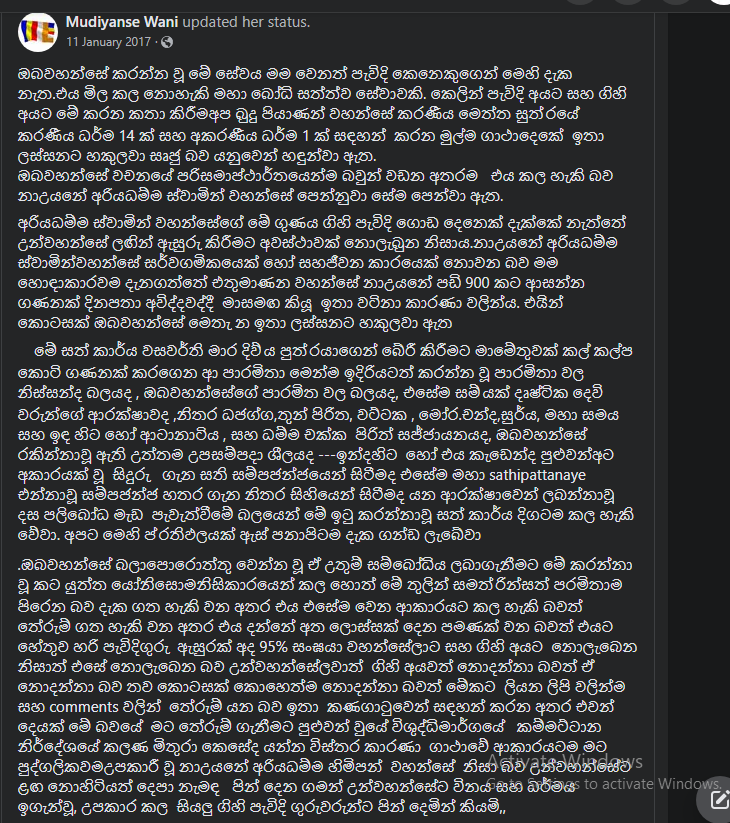 Mudiyanse Wani updated her status.
11 January 2017 ·
ඔබවහන්සේ කරන්න වූ මේ සේවය මම වෙනත් පැවිදි කෙනෙකුගෙන් මෙහි දැක
නැත.එය මිල කල නොහැකි මහා බෝධි සත්ත්ව සේවාවකි. කෙලින් පැවිදි අයට සහ ගිහි
අයට මේ කරන කතා කිරීමඅප බුදු පියාණන් වහන්සේ කරණීය මෙත්ත සුත්‍රයේ
කරණීය ධර්ම 14 ක් සහ අකරණීය ධර්ම 1 ක් සඳහන් කරන මුල්ම ගාථාදෙකේ ඉතා
ලස්සනට හකුලවා සෘජු බව යනුවෙන් හඳුන්වා ඇත.
ඔබවහන්සේ වචනයේ පරිසමාප්ථාර්තයෙන්ම බවුන් වඩන අතරම එය කල හැකි බව
නාඋයනේ අරියධම්ම ස්වාමින් වහන්සේ පෙන්නුවා සේම පෙන්වා ඇත.
අරියධම්ම ස්වාමින් වහන්සේගේ මේ ගුණය ගිහි පැවිදි ගොඩ දෙනෙක් දැක්කේ නැත්තේ
උන්වහන්සේ ලඟින් ඇසුරු කිරීමට අවස්ථාවක් නොලැබුන නිසාය.නාඋයනේ අරියධම්ම
ස්වාමින්වහන්සේ සර්වගමිකයෙක් හෝ සහජීවන කාරයෙක් නොවන බව මම
හොඳාකාරවම දැනගත්තේ එතුමාණන වහන්සේ නාඋයනේ පඩි 900 කට ආසන්න
ගණනක් දිනපතා අවිද්දවද්දී මාසමඟ කියූ ඉතා වටිනා කාරණා වලින්ය. එයින්
කොටසක් ඔබවහන්සේ මෙතැ න ඉතා ලස්සනට හකුලවා ඇත
මේ සත් කාර්ය වසවර්ති මාර දිව්‍ය පුත්‍රයාගෙන් බේරී කිරීමට මාමේතුවක් කල් කල්ප
කොටි ගණනක් කරගෙන ආ පාරමිතා මෙන්ම ඉදිරියටත් කරන්න වූ පාරමිතා වල
නිස්සන්ද බලයද , ඔබවහන්සේගේ පාරමිත වල බලයද, එසේම සම්‍යක් දෘෂ්ටික දෙවි
වරුන්ගේ ආරක්ෂාවද ,නිතර ධජග්ග,තුන් පිරිත, වට්ටක , මෝර.චන්ද,සුර්ය, මහා සමය
සහ ඉඳ හිට හෝ ආටානාටිය , සහ ධම්ම චක්ක පිරිත් සජ්ජායනයද, ඔබවහන්සේ
රකින්නාවූ ඇති උත්තම උපසම්පදා ශීලයද ---ඉන්දහිට හෝ එය කැඩෙන්ද පුළුවන්අට
අකාරයක් වූ සිදුරු ගැන සති සම්පජන්ජයෙන් සිටීමද එසේම මහා sathipattanaye
එන්නාවූ සම්පජන්ජ හතර ගැන නිතර සිහියෙන් සිටීමද යන ආරක්ෂාවෙන් ලබන්නාවූ
දස පලිබෝධ මැඩ පැවැත්වීමේ බලයෙන් මේ ඉටු කරන්නාවූ සත් කාර්ය දිගටම කල හැකි
වේවා. අපට මෙහි ප්‍රතිඵලයක් ඇස් පනාපිටම දැක ගන්ඩ ලැබේවා
.ඔබවහන්සේ බලාපොරොත්තු වෙන්න වූ ඒ උතුම් සම්බෝධිය ලබාගැනීමට මේ කරන්නා
වූ කට යුත්ත යෝනිසොමනිසිකාරයෙන් කල හොත් මේ තුලින් සමත්‍රින්සත් පරමිතාම
පිරෙන බව දැක ගත හැකි වන අතර එය එසේම වෙන ආකාරයට කල හැකි බවත්
තේරුම් ගත හැකි වන අතර එය දන්නේ අත ලොස්සක් දෙන පමණක් වන බවත් එයට
හේතුව හරි පැවිදිගුරු ඇසුරක් අද 95% සංඝයා වහන්සේලාට සහ ගිහි අයට නොලැබෙන
නිසාත් එසේ නොලැබෙන බව උන්වහන්සේලවාත් ගිහි අයවත් නොදන්නා බවත් ඒ
නොදන්නා බව තව කොටසක් කොහෙත්ම නොදන්නා බවත් මේකට ලියන ලිපි වලින්ම
සහ comments වලින් තේරුම් යන බව ඉතා කණගාටුවෙන් සඳහන් කරන අතර එවන්
දෙයක් මේ බවයේ මට තේරුම් ගැනීමට පුළුවන් වුයේ විශුද්ධිමාර්ගයේ කම්මට්ටාන
නිර්දේශයේ කලණ මිතුරා කෙසේද යන්න විස්තර කාරණා ගාථාවේ ආකාරයටම මට
පුද්ගලිකවමඋපකාරී වූ නාඋයනේ අරියධම්ම හිමිපන් වහන්සේ නිසා බව උන්වහන්සේට
ළඟ නොහිටියත් දෙපා නැමඳ පින් දෙන ගමන් උන්වහන්සේට විනය සහ ධර්මය
ඉගැන්වූ, උපකාර කල සියලු ගිහි පැවිදි ගුරුවරුන්ට පින් දෙමින් කියමි,,
Activate Windows
Go to Settings to activate Windows.